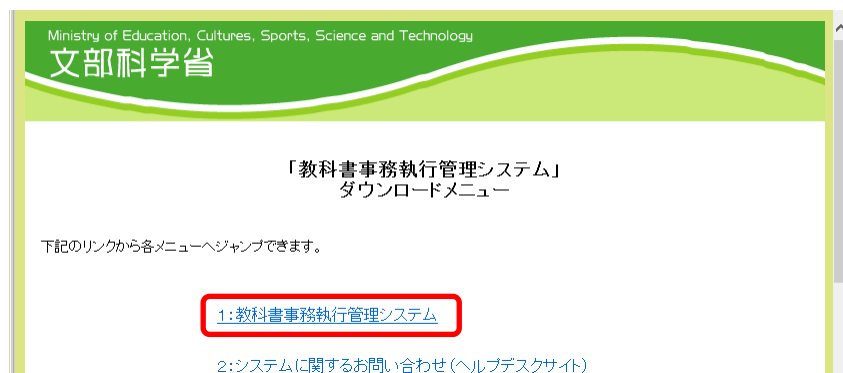 Ministry of Education, Cultures, Sports, Science and Technology
文部科学省
「教科書事務執行管理システム」
ダウンロードメニュー
下記のリンクから各メニューへジャンプできます。
1:教科書事務執行管理システム
2:システムに関するお問い合わせ(ヘルプデスクサイト)